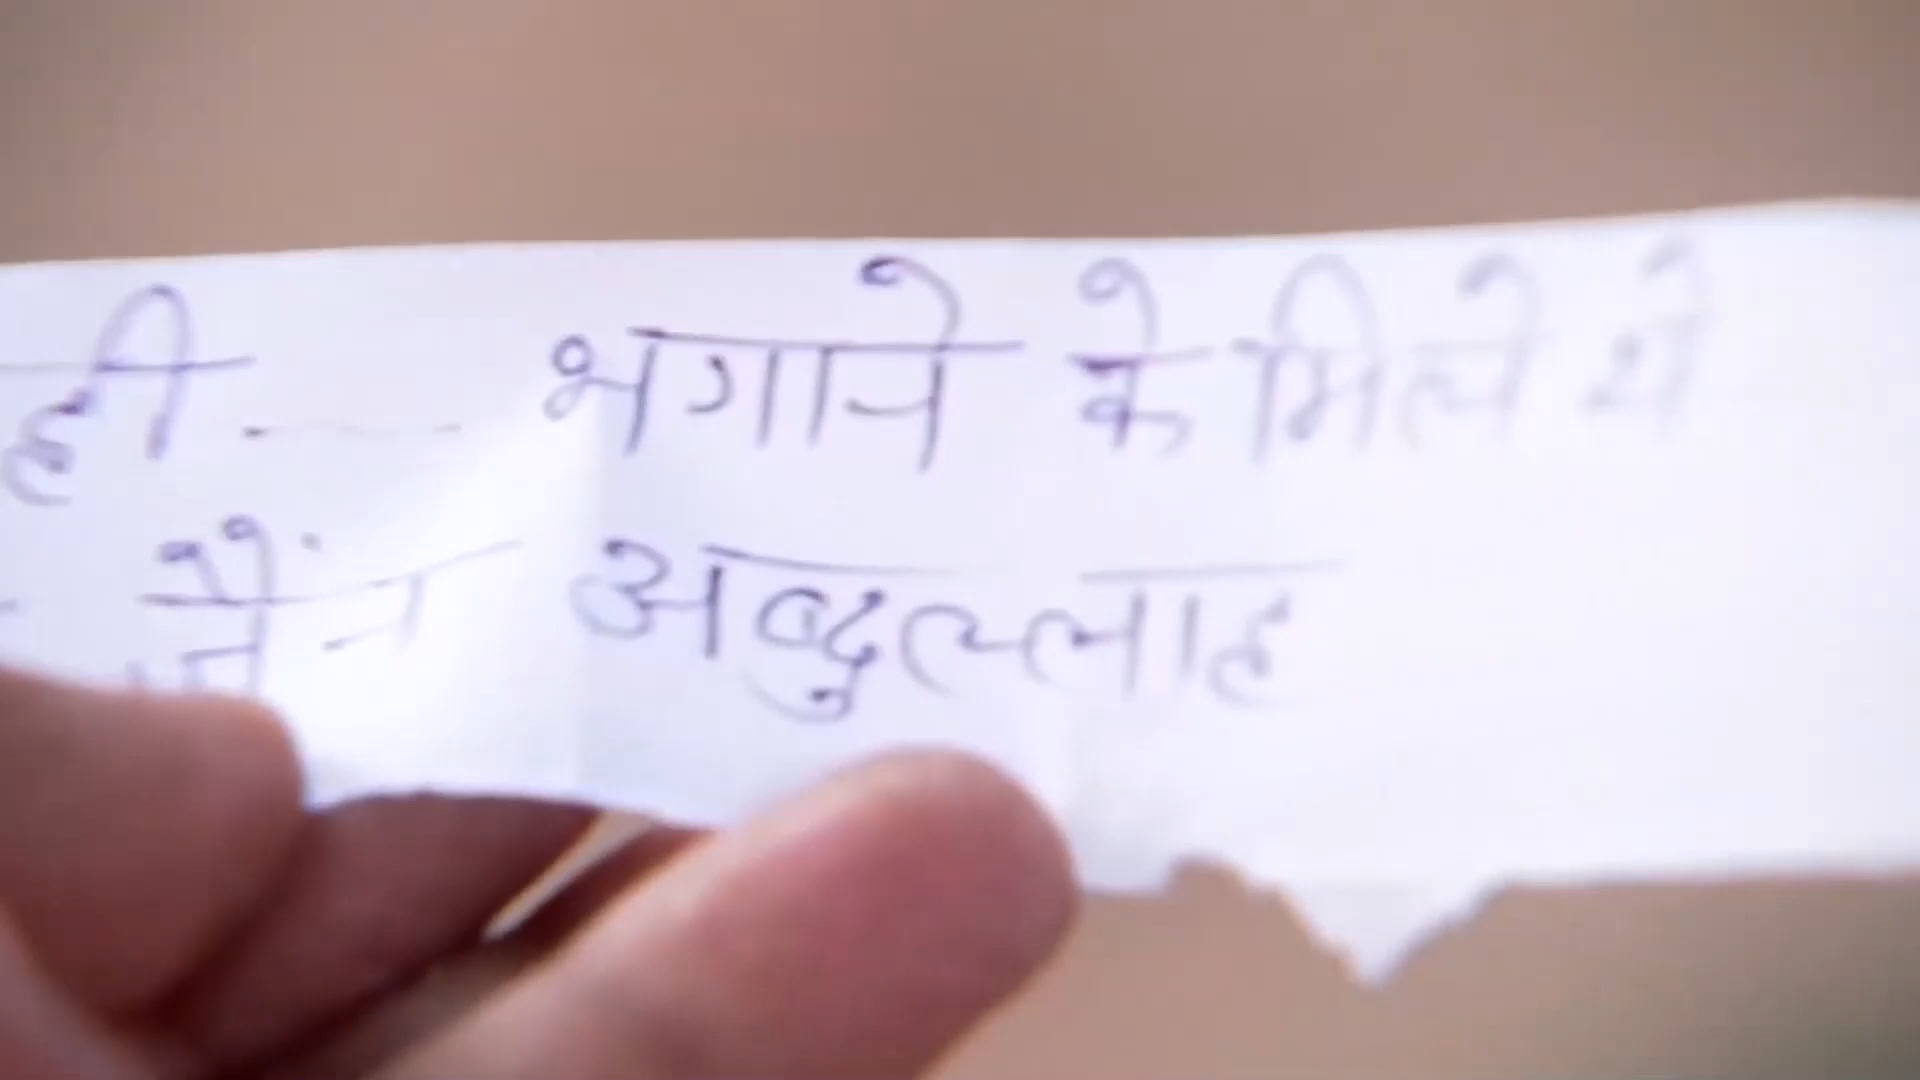 ही .... भगाने के मिले थे
अब्दुल्लाह